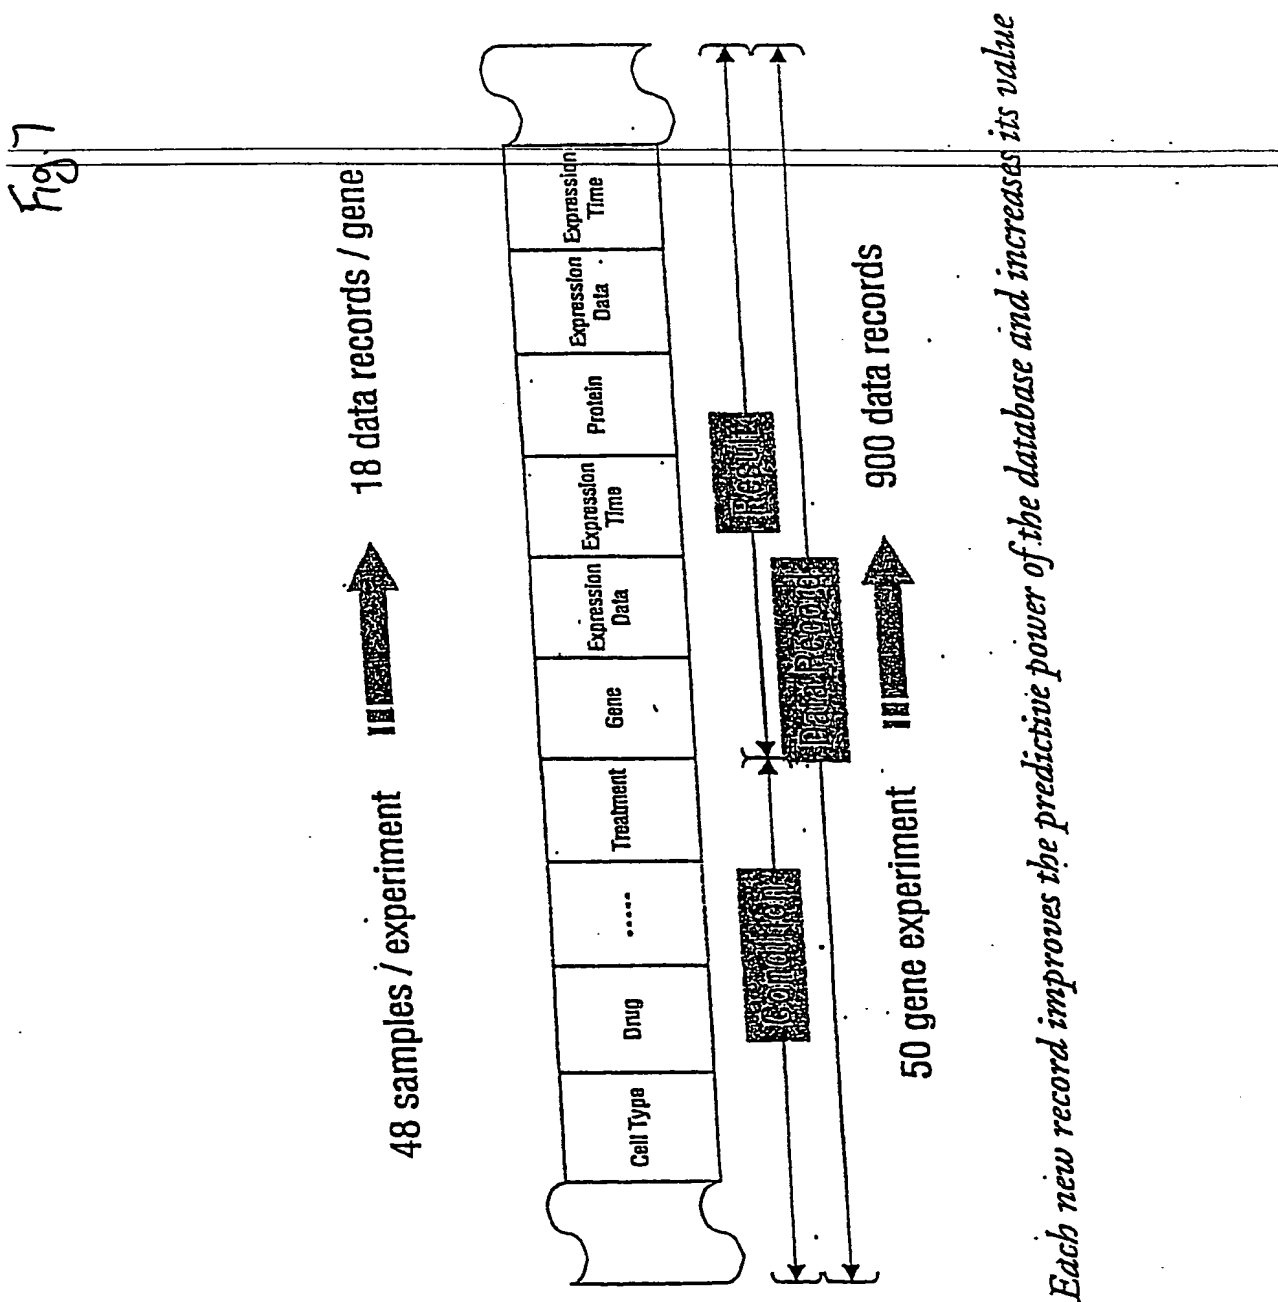 Fig 7
48 samples / experiment 18 data records / gene
Cell Type
Drug
.....
Treatment
Gene
Expression
Data
Expression
Time
Protein
Expression
Data
Expression
Time
Condition
Result
Data Record
50 gene experiment 900 data records
Each new record improves the predictive power of the database and increases its value